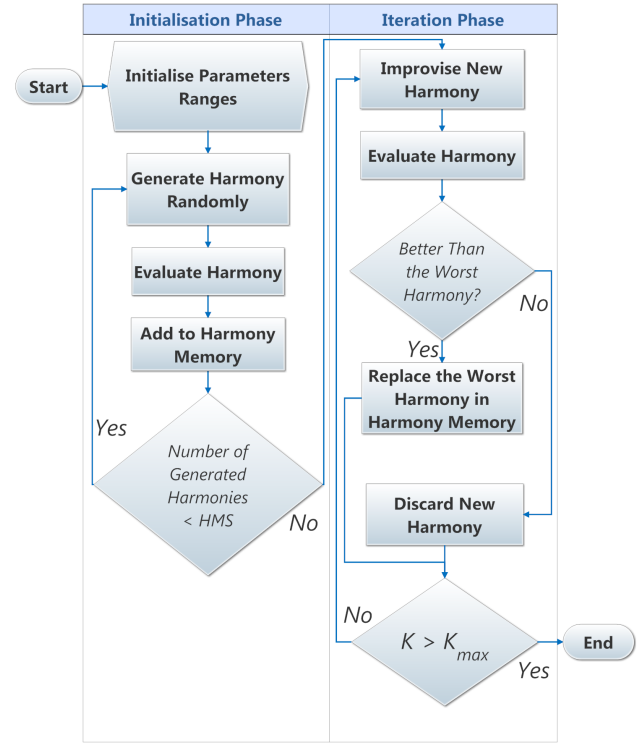 Initialisation Phase
Iteration Phase
Start
Initialise Parameters
Ranges
Generate Harmony
Randomly
Evaluate Harmony
Add to Harmony
Memory
Yes
Number of
Generated
Harmonies
< HMS
No
Improvise New
Harmony
Evaluate Harmony
Better Than
the Worst
Harmony?
No
Yes
Replace the Worst
Harmony in
Harmony Memory
Discard New
Harmony
No
K > Kmax
Yes
End